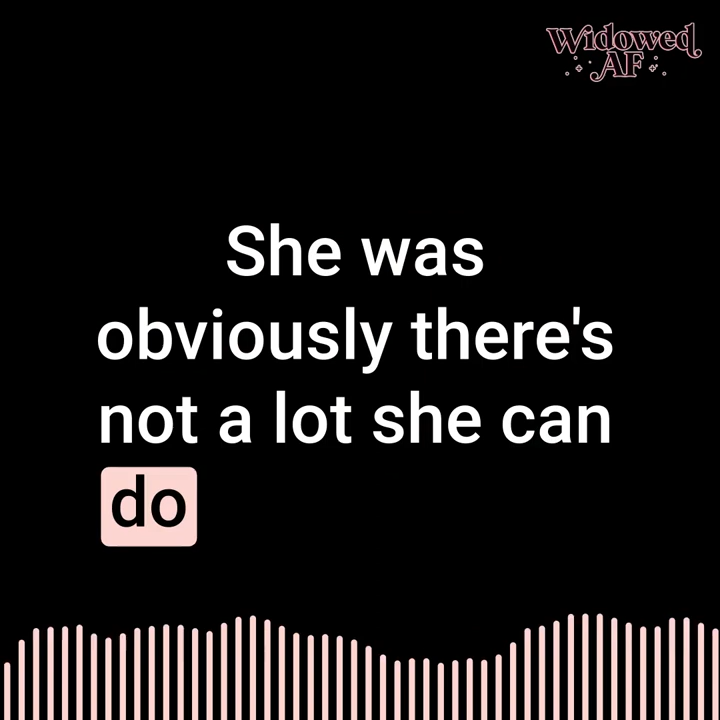 Widowed
AF
She was
obviously there's
not a lot she can
do